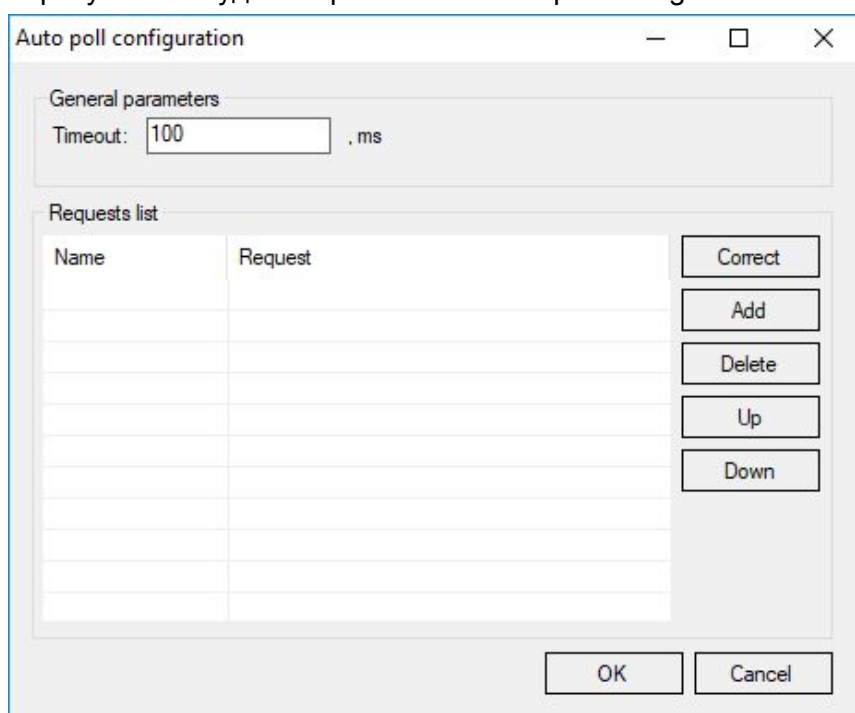 Auto poll configuration
General parameters
Timeout: 100 , ms
Requests list
Name Request
Correct
Add
Delete
Up
Down
OK Cancel